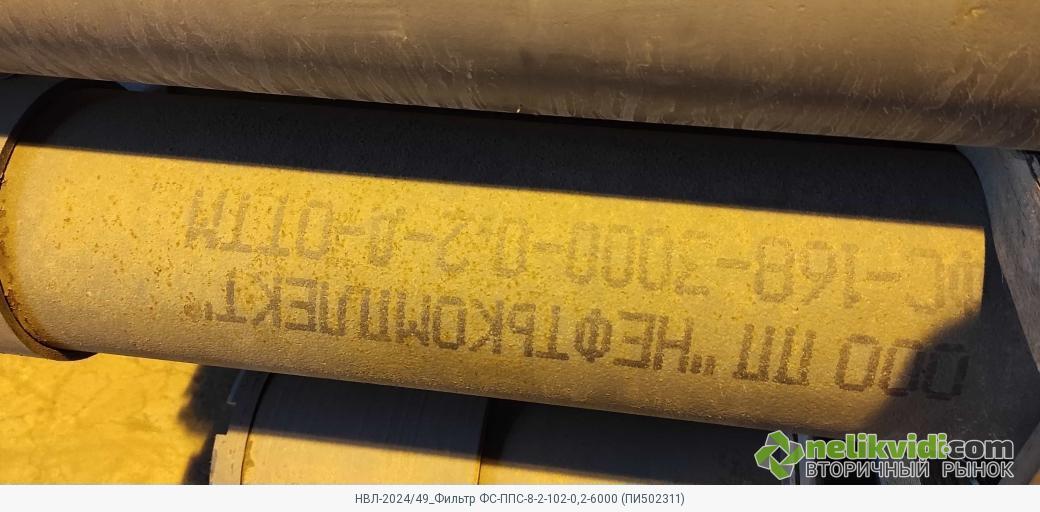 ООО ПП "НЕФТЬКОМПЛЕКТ"
ФС-168-3000-0,2-0-ОТТМ
nelikvidi.com
ВТОРИЧНЫЙ РЫНОК
НВЛ-2024/49_Фильтр ФС-ППС-8-2-102-0,2-6000 (ПИ502311)